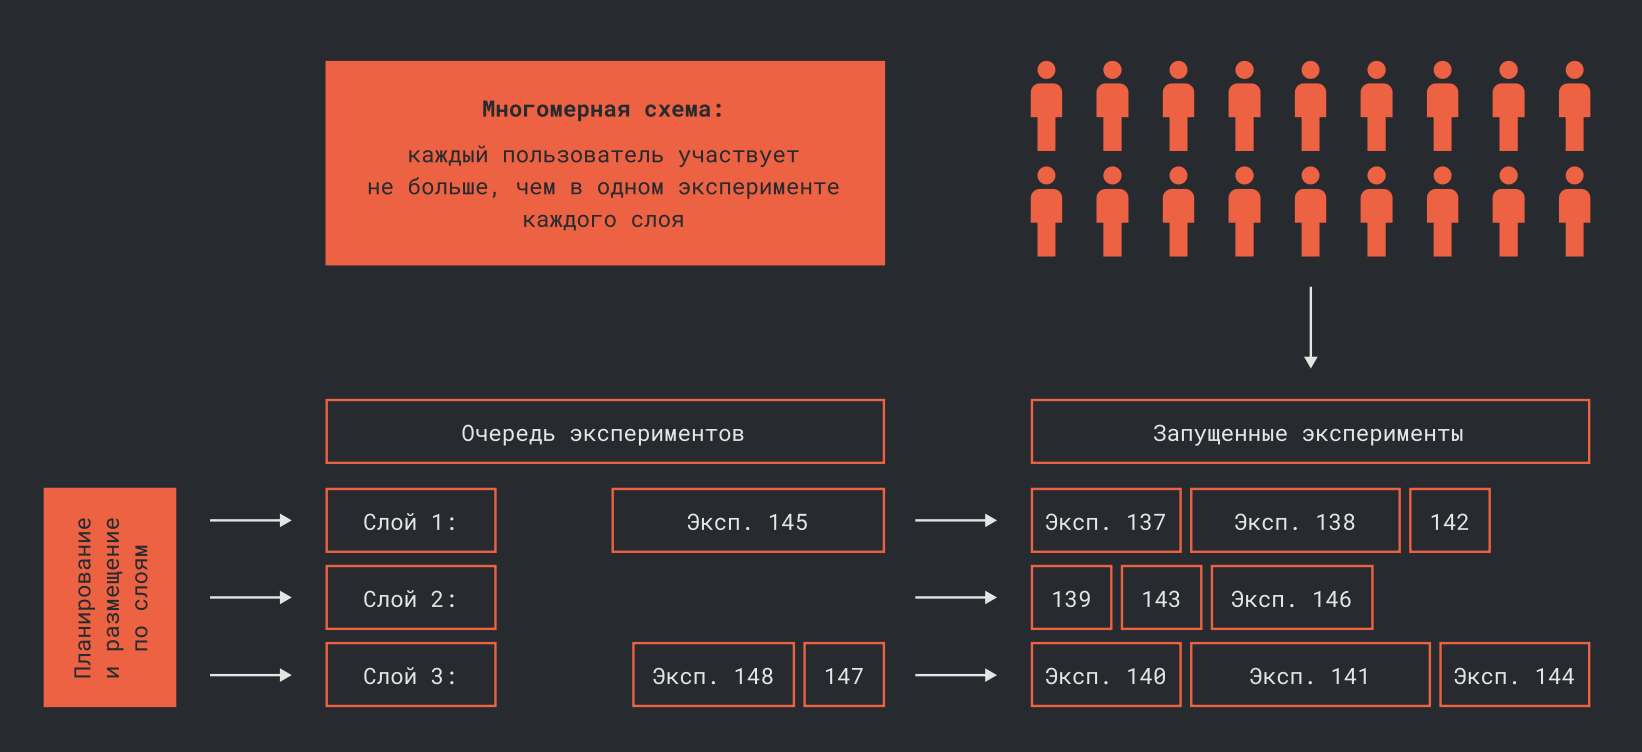 Многомерная схема:
каждый пользователь участвует
не больше, чем в одном эксперименте
каждого слоя
Очередь экспериментов
Запущенные эксперименты
Планирование
и размещение
по слоям
Слой 1:
Эксп. 145
Эксп. 137
Эксп. 138
142
Слой 2:
139
143
Эксп. 146
Слой 3:
Эксп. 148
147
Эксп. 140
Эксп. 141
Эксп. 144